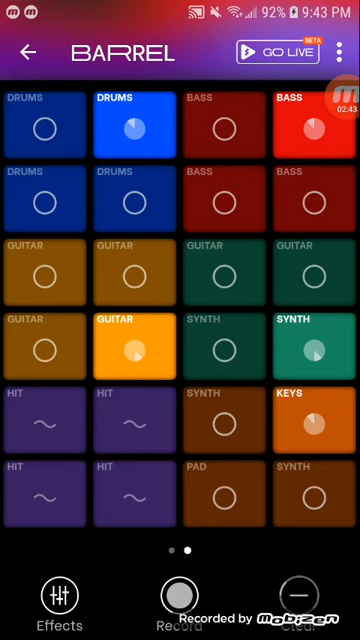 92% 9:43 PM
BARREL
BETA
GO LIVE
02:43
DRUMS DRUMS BASS BASS
DRUMS DRUMS BASS BASS
GUITAR GUITAR GUITAR GUITAR
GUITAR GUITAR SYNTH SYNTH
HIT HIT SYNTH KEYS
HIT HIT PAD SYNTH
Effects Record Clear
Recorded by Mobizen